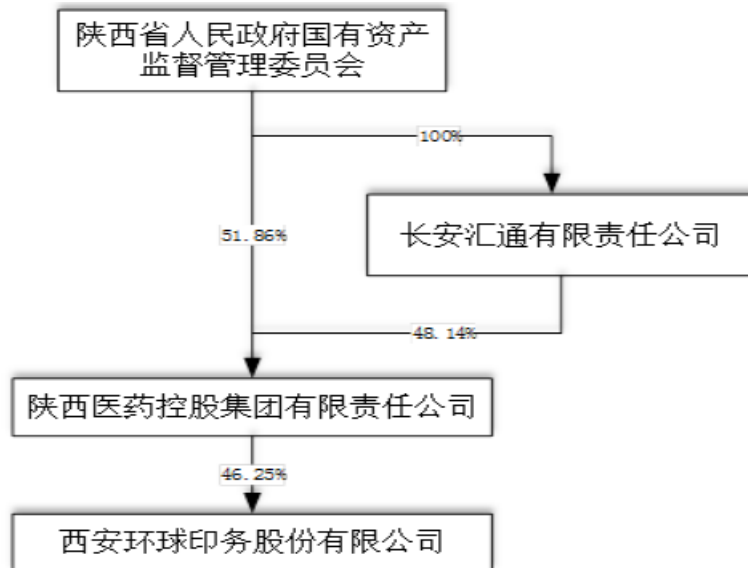 陕西省人民政府国有资产
监督管理委员会
100%
长安汇通有限责任公司
51.86%
48.14%
陕西医药控股集团有限责任公司
46.25%
西安环球印务股份有限公司